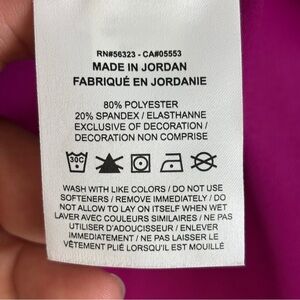 RN#56323 - CA#05553
MADE IN JORDAN
FABRIQUÉ EN JORDANIE
80% POLYESTER
20% SPANDEX / ELASTHANNE
EXCLUSIVE OF DECORATION /
DECORATION NON COMPRISE
30C
WASH WITH LIKE COLORS / DO NOT USE
SOFTENERS / REMOVE IMMEDIATELY / DO
NOT ALLOW TO LAY ON ITSELF WHEN WET
LAVER AVEC COULEURS SIMILAIRES / NE PAS
UTILISER D'ADOUCISSEUR / ENLEVER
IMMEDIATEMENT / NE PAS LAISSER LE
VÊTEMENT PLIÉ LORSQU'IL EST MOUILLÉ